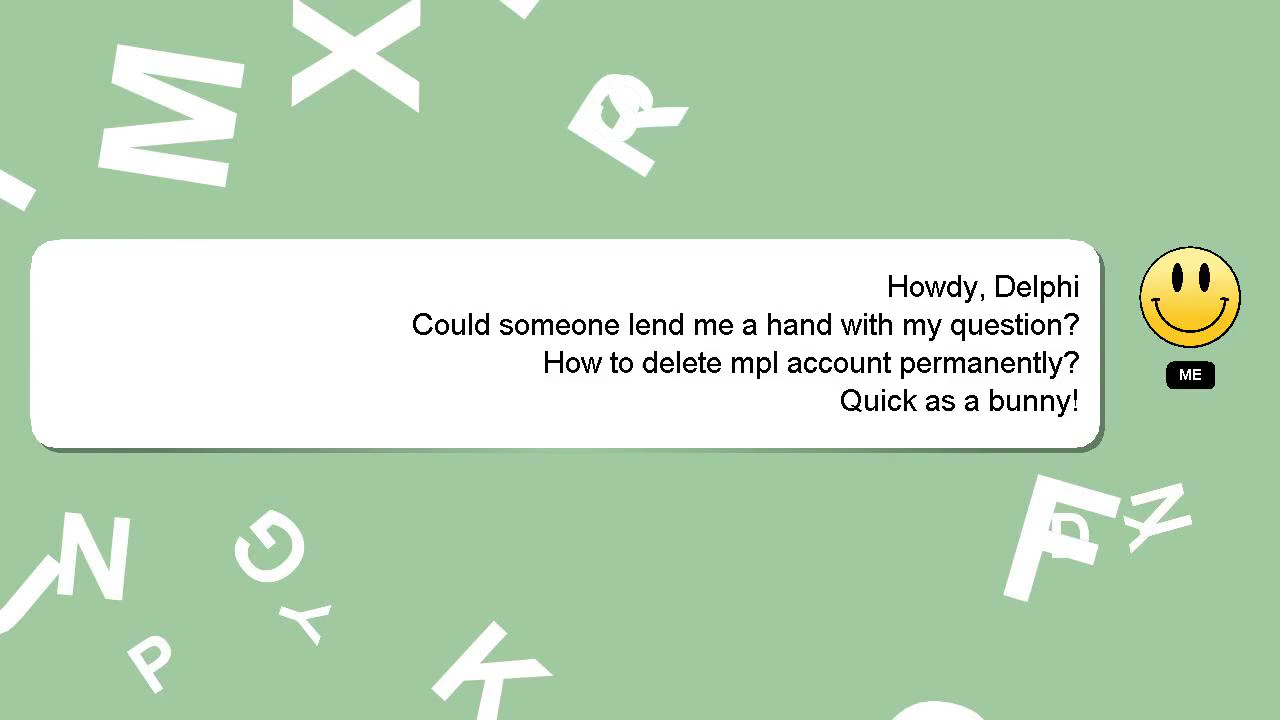 M
X
R
Howdy, Delphi
Could someone lend me a hand with my question?
How to delete mpl account permanently?
Quick as a bunny!
ME
F
D
Z
Y
N
G
Y
P
K